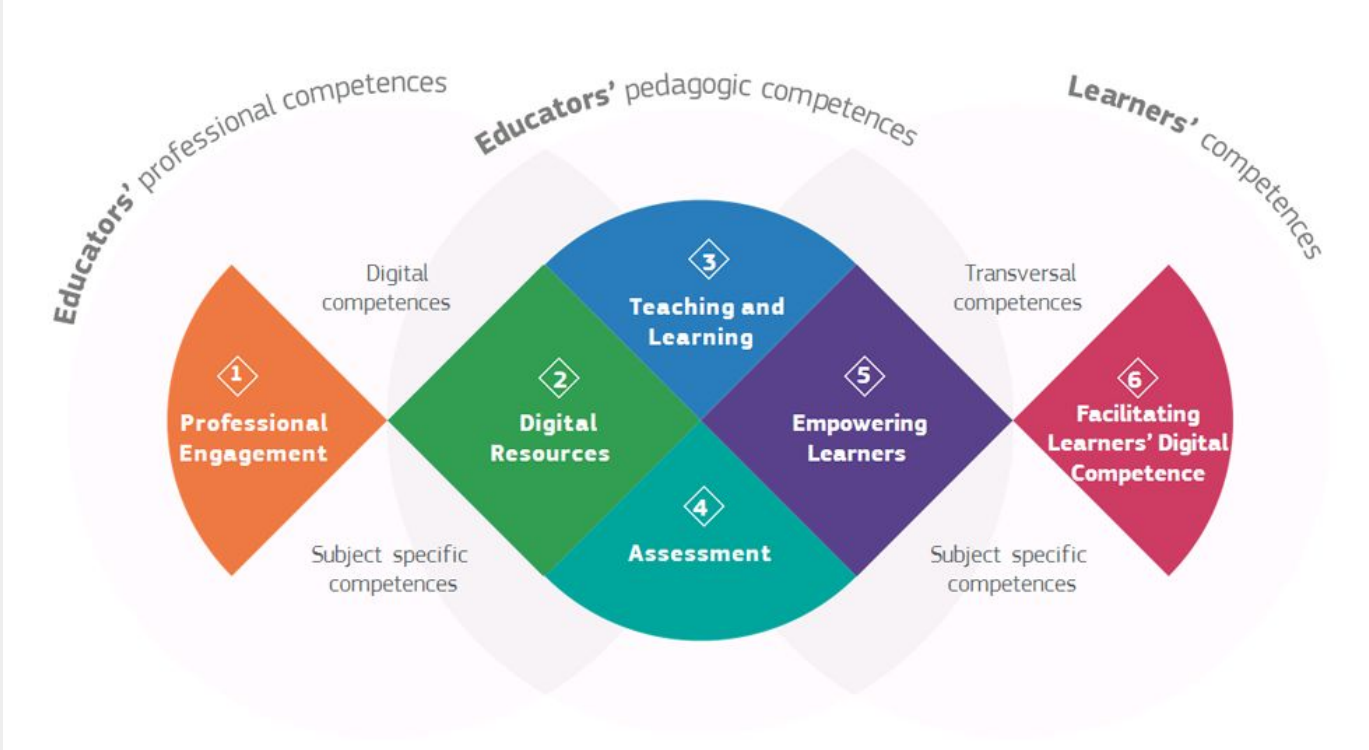 Educators' professional competences
Educators' pedagogic competences
Learners' competences
Digital
competences
Transversal
competences
1
Professional
Engagement
2
Digital
Resources
3
Teaching and
Learning
4
Assessment
5
Empowering
Learners
6
Facilitating
Learners' Digital
Competence
Subject specific
competences
Subject specific
competences